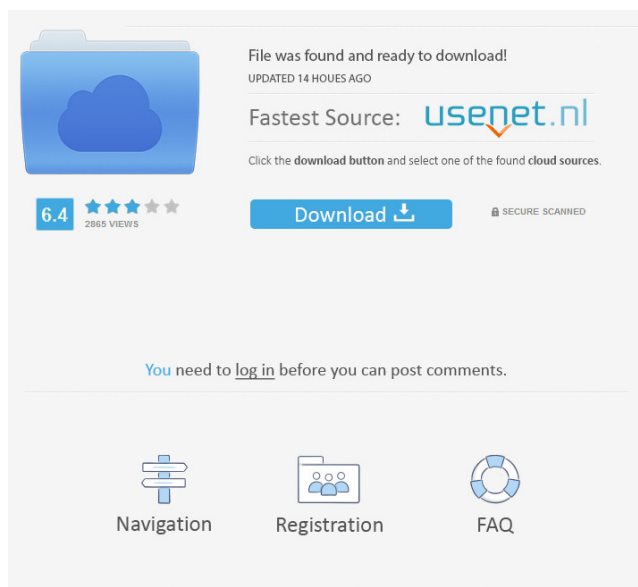 File was found and ready to download!
UPDATED 14 HOUES AGO
Fastest Source: usenet.nl
Click the download button and select one of the found cloud sources.
6.4
2865 VIEWS
Download
SECURE SCANNED
You need to log in before you can post comments.
Navigation
Registration
FAQ